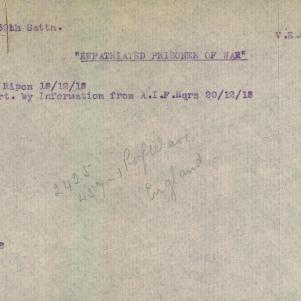 50th Battn.
V.E.
"REPATRIATED PRISONER OF WAR"
Ripon 18/12/18
rt. by Information from A.I.F.Hqrs 20/12/18
2425
England